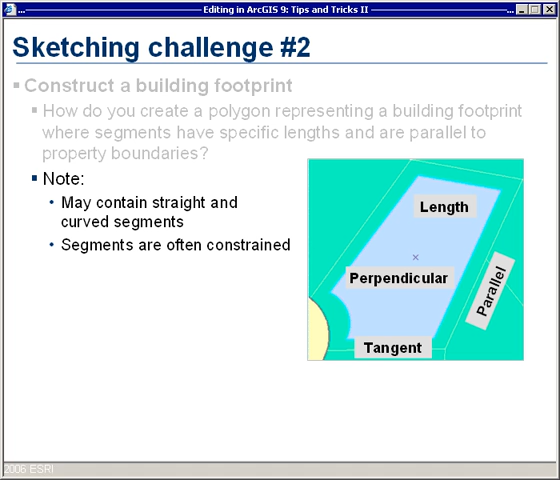 ...
Editing in ArcGIS 9: Tips and Tricks II
Sketching challenge #2
Construct a building footprint
How do you create a polygon representing a building footprint
where segments have specific lengths and are parallel to
property boundaries?
Note:
May contain straight and
curved segments
Segments are often constrained
Length
Perpendicular
Parallel
Tangent
2006 ESRI